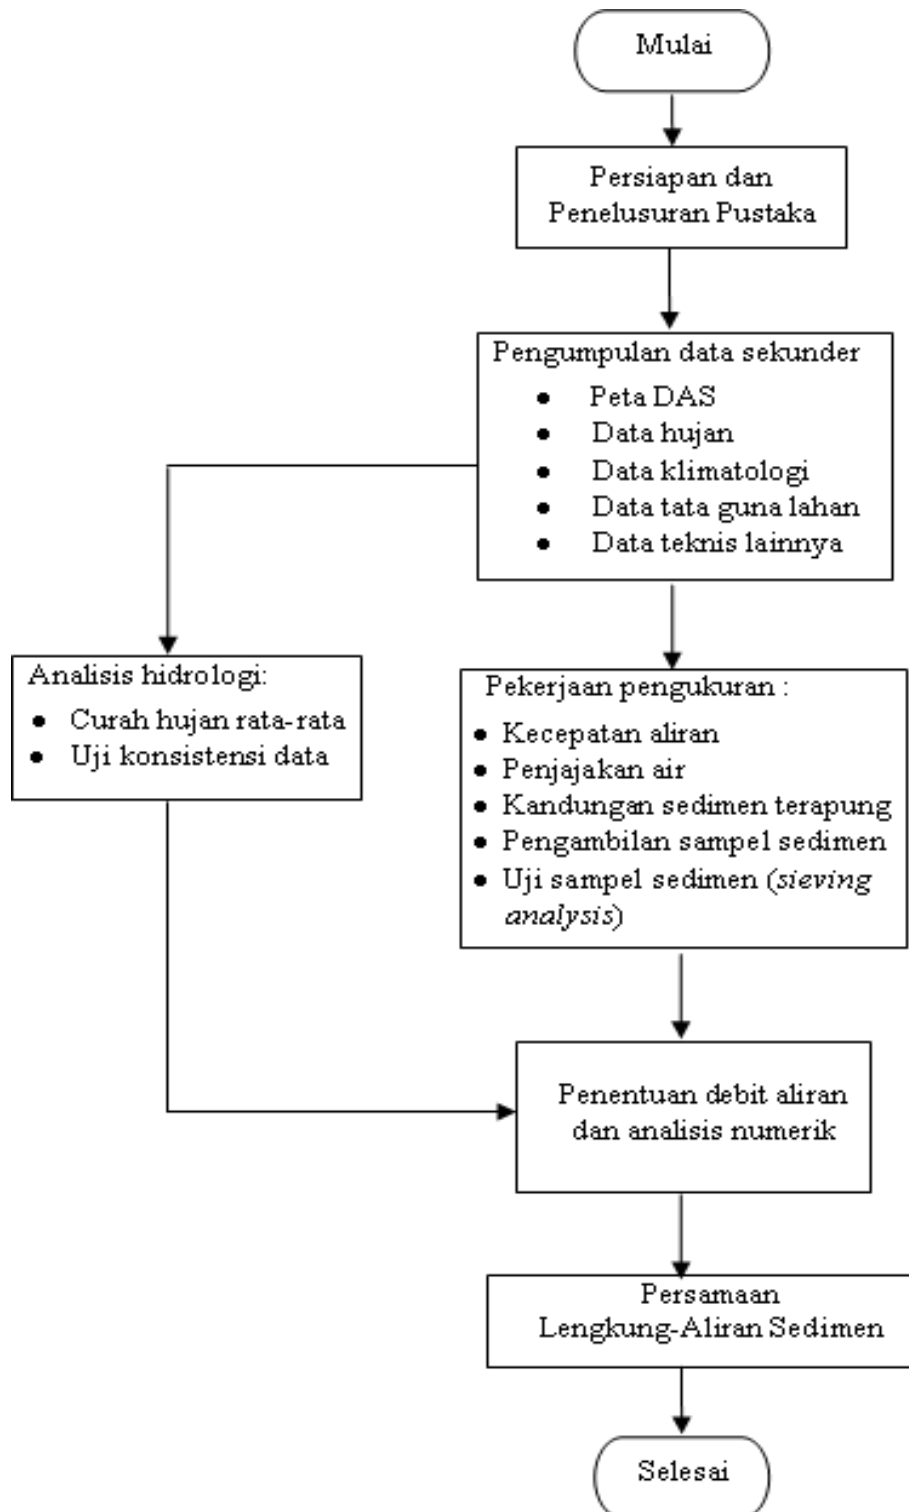 Mulai
Persiapan dan
Penelusuran Pustaka
Pengumpulan data sekunder
● Peta DAS
● Data hujan
● Data klimatologi
● Data tata guna lahan
● Data teknis lainnya
Analisis hidrologi:
● Curah hujan rata-rata
● Uji konsistensi data
Pekerjaan pengukuran :
● Kecepatan aliran
● Penjajakan air
● Kandungan sedimen terapung
● Pengambilan sampel sedimen
● Uji sampel sedimen (sieving
analysis)
Penentuan debit aliran
dan analisis numerik
Persamaan
Lengkung-Aliran Sedimen
Selesai